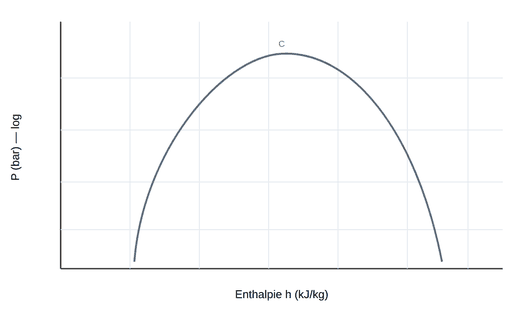 C
P (bar) — log
Enthalpie h (kJ/kg)